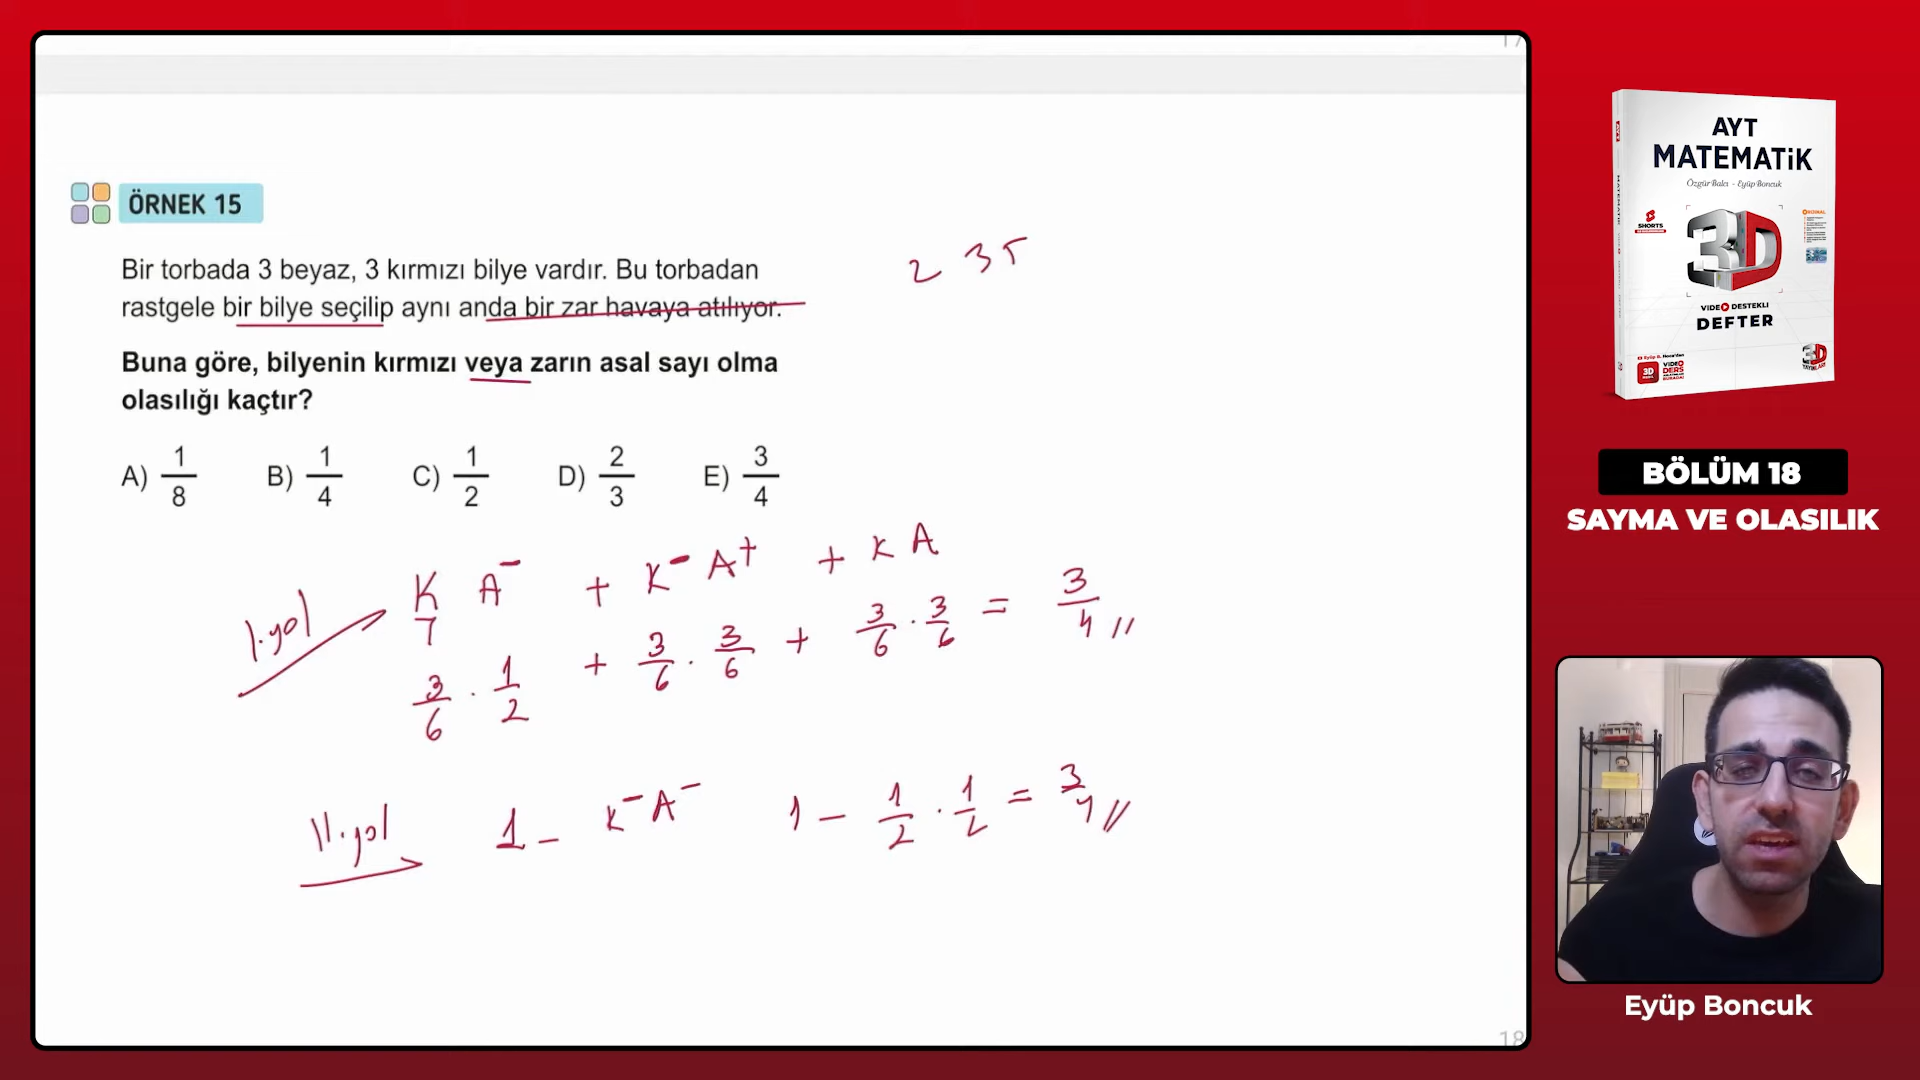 17
ÖRNEK 15
Bir torbada 3 beyaz, 3 kırmızı bilye vardır. Bu torbadan
rastgele bir bilye seçilip aynı anda bir zar havaya atılıyor.
Buna göre, bilyenin kırmızı veya zarın asal sayı olma
olasılığı kaçtır?
A) 1/8 B) 1/4 C) 1/2 D) 2/3 E) 3/4
2 3 5
I. yol K A⁻ + K⁻ A⁺ + K A
3/6 · 1/2 + 3/6 · 3/6 + 3/6 · 3/6 = 3/4 //
II. yol 1 - K⁻ A⁻ 1 - 1/2 · 1/2 = 3/4 //
18
AYT
MATEMATİK
Özgür Balcı - Eyüp Boncuk
SHORTS
3D
VIDEO DESTEKLİ
DEFTER
BÖLÜM 18
SAYMA VE OLASILIK
Eyüp Boncuk